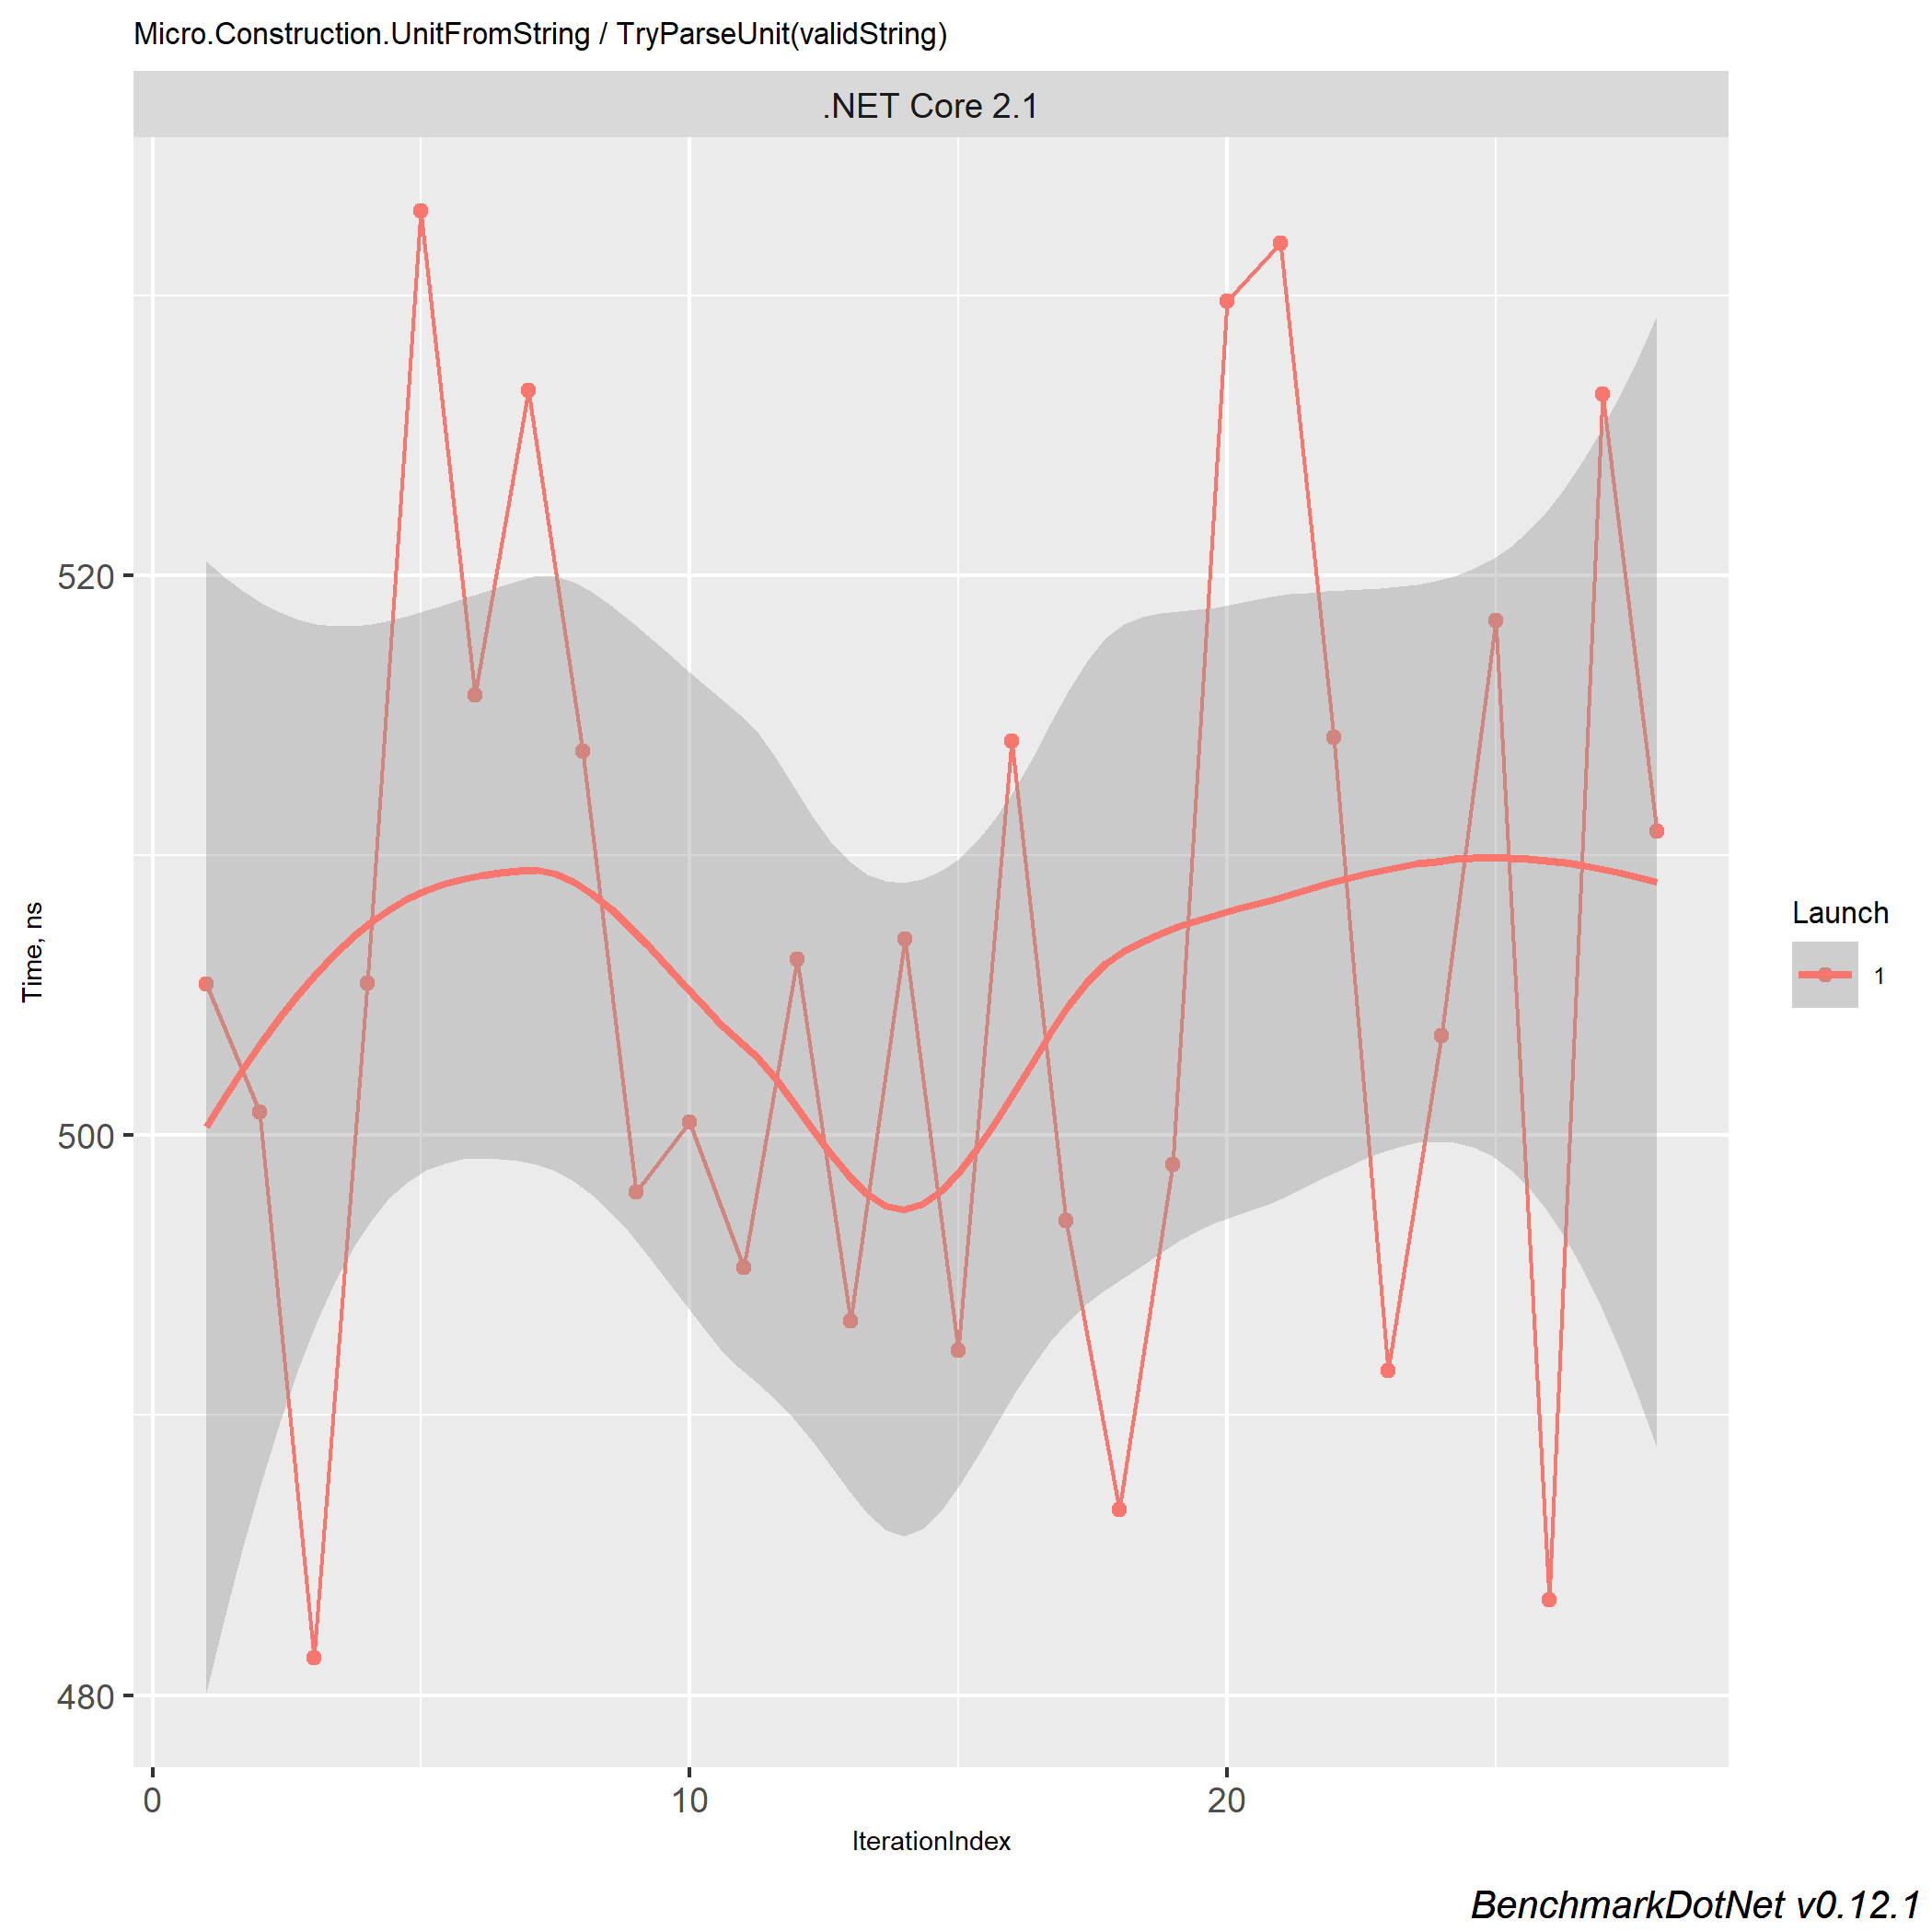 Micro.Construction.UnitFromString / TryParseUnit(validString)
.NET Core 2.1
520
500
480
Time, ns
0 10 20
IterationIndex
Launch
1
BenchmarkDotNet v0.12.1